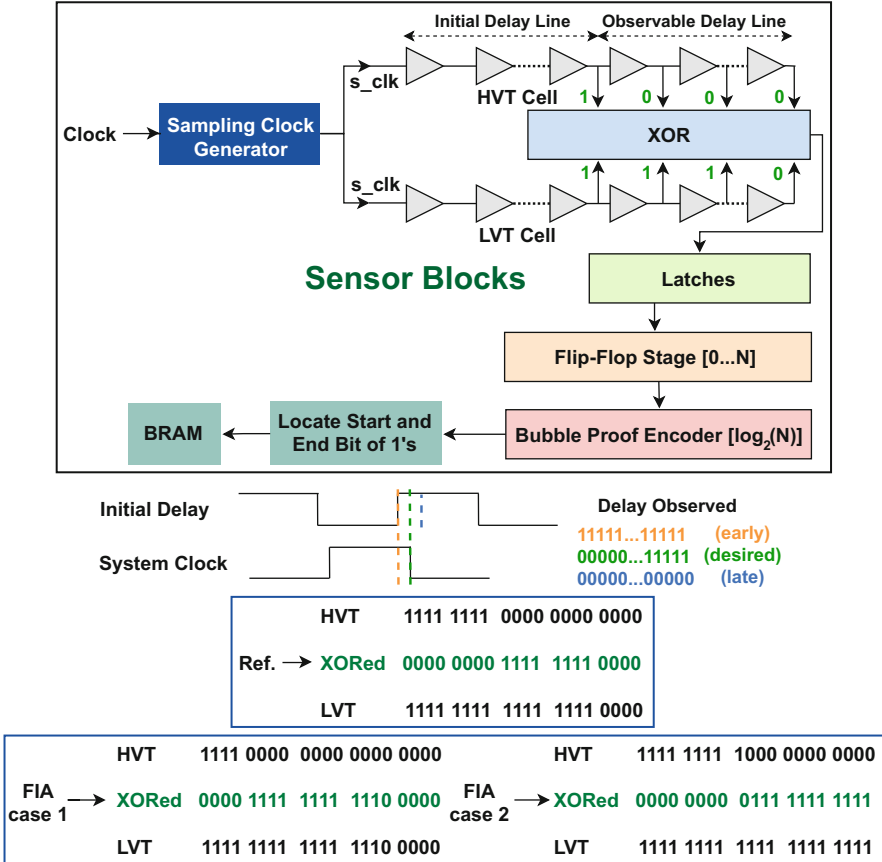 Initial Delay Line
Observable Delay Line
s_clk
HVT Cell
1 0 0 0
Clock
Sampling Clock
Generator
XOR
s_clk
1 1 1 0
LVT Cell
Sensor Blocks
Latches
Flip-Flop Stage [0...N]
BRAM
Locate Start and
End Bit of 1's
Bubble Proof Encoder [log2(N)]
Initial Delay
Delay Observed
11111...11111 (early)
System Clock
00000...11111 (desired)
00000...00000 (late)
HVT 1111 1111 0000 0000 0000
Ref. XORed 0000 0000 1111 1111 0000
LVT 1111 1111 1111 1111 0000
HVT 1111 0000 0000 0000 0000
FIA
case 1
XORed 0000 1111 1111 1110 0000
LVT 1111 1111 1111 1110 0000
HVT 1111 1111 1000 0000 0000
FIA
case 2
XORed 0000 0000 0111 1111 1111
LVT 1111 1111 1111 1111 1111